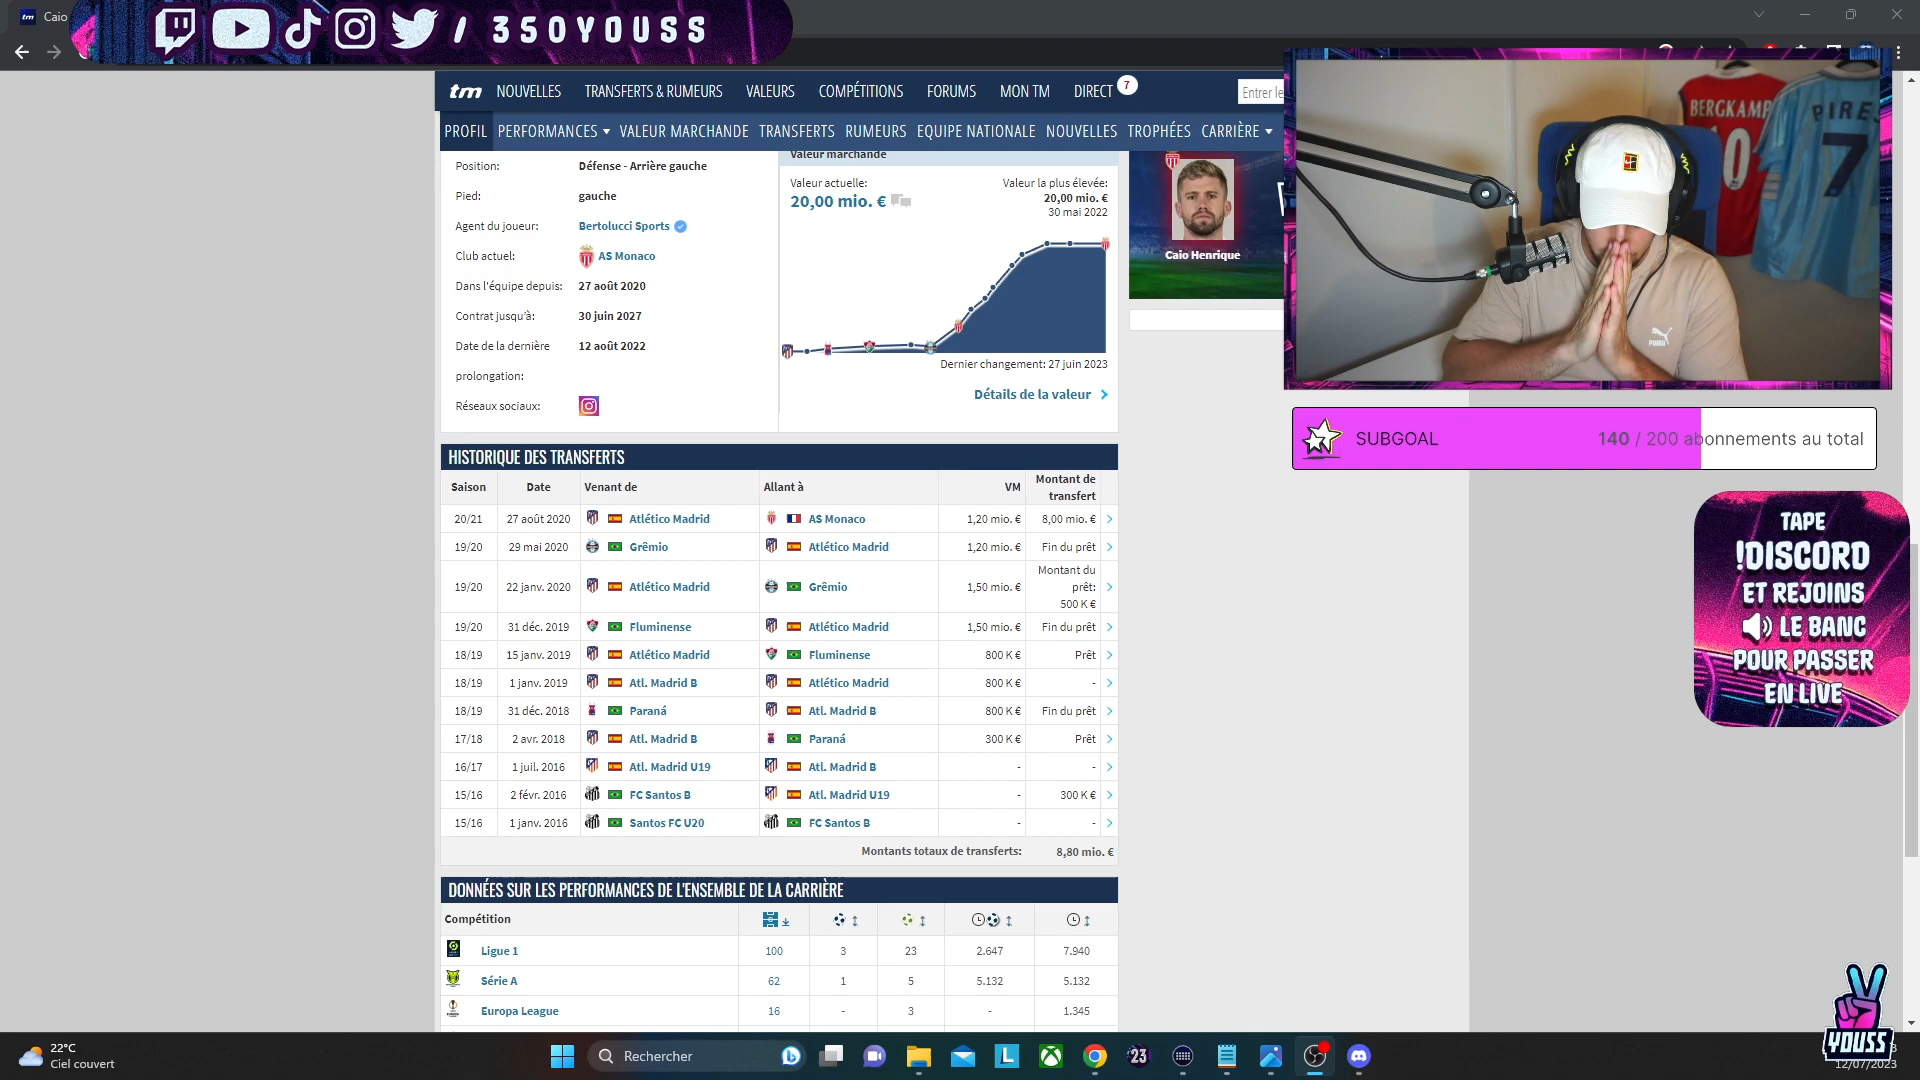 tm Caio
/ 350YOUSS
tm NOUVELLES TRANSFERTS & RUMEURS VALEURS COMPÉTITIONS FORUMS MON TM DIRECT 7 Entrer le
PROFIL PERFORMANCES VALEUR MARCHANDE TRANSFERTS RUMEURS EQUIPE NATIONALE NOUVELLES TROPHÉES CARRIÈRE
Position: Défense - Arrière gauche
Pied: gauche
Agent du joueur: Bertolucci Sports
Club actuel: AS Monaco
Dans l'équipe depuis: 27 août 2020
Contrat jusqu'à: 30 juin 2027
Date de la dernière 12 août 2022
prolongation:
Réseaux sociaux:
Valeur marchande
Valeur actuelle: Valeur la plus élevée:
20,00 mio. € 20,00 mio. €
30 mai 2022
Dernier changement: 27 juin 2023
Détails de la valeur
Caio Henrique
BERGKAMP
10
PIRES
7
PUMA
SUBGOAL 140 / 200 abonnements au total
TAPE
!DISCORD
ET REJOINS
LE BANC
POUR PASSER
EN LIVE
HISTORIQUE DES TRANSFERTS
Saison Date Venant de Allant à VM Montant de
transfert
20/21 27 août 2020 Atlético Madrid AS Monaco 1,20 mio. € 8,00 mio. €
19/20 29 mai 2020 Grêmio Atlético Madrid 1,20 mio. € Fin du prêt
19/20 22 janv. 2020 Atlético Madrid Grêmio 1,50 mio. € Montant du
prêt:
500 K €
19/20 31 déc. 2019 Fluminense Atlético Madrid 1,50 mio. € Fin du prêt
18/19 15 janv. 2019 Atlético Madrid Fluminense 800 K € Prêt
18/19 1 janv. 2019 Atl. Madrid B Atlético Madrid 800 K € -
18/19 31 déc. 2018 Paraná Atl. Madrid B 800 K € Fin du prêt
17/18 2 avr. 2018 Atl. Madrid B Paraná 300 K € Prêt
16/17 1 juil. 2016 Atl. Madrid U19 Atl. Madrid B - -
15/16 2 févr. 2016 FC Santos B Atl. Madrid U19 - 300 K €
15/16 1 janv. 2016 Santos FC U20 FC Santos B - -
Montants totaux de transferts: 8,80 mio. €
DONNÉES SUR LES PERFORMANCES DE L'ENSEMBLE DE LA CARRIÈRE
Compétition
Ligue 1 100 3 23 2.647 7.940
Série A 62 1 5 5.132 5.132
Europa League 16 - 3 - 1.345
YOUSS
22°C
Ciel couvert
Rechercher
L
23
12/07/2023